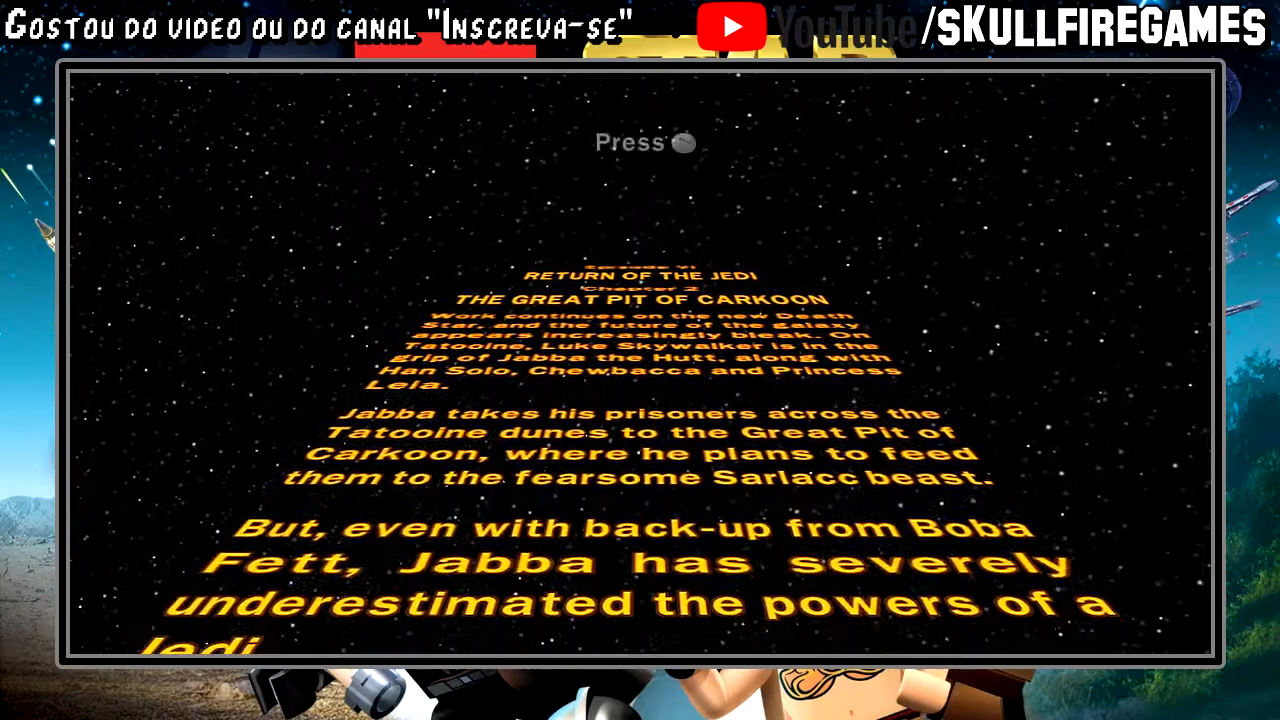 Gostou do video ou do canal "Inscreva-se" YouTube /SKULLFIREGAMES
Press
Episode VI
RETURN OF THE JEDI
Chapter 2
THE GREAT PIT OF CARKOON
Work continues on the new Death
Star, and the future of the galaxy
appears increasingly bleak. On
Tatooine, Luke Skywalker is in the
grip of Jabba the Hutt, along with
Han Solo, Chewbacca and Princess
Leia.
Jabba takes his prisoners across the
Tatooine dunes to the Great Pit of
Carkoon, where he plans to feed
them to the fearsome Sarlacc beast.
But, even with back-up from Boba
Fett, Jabba has severely
underestimated the powers of a
Jedi